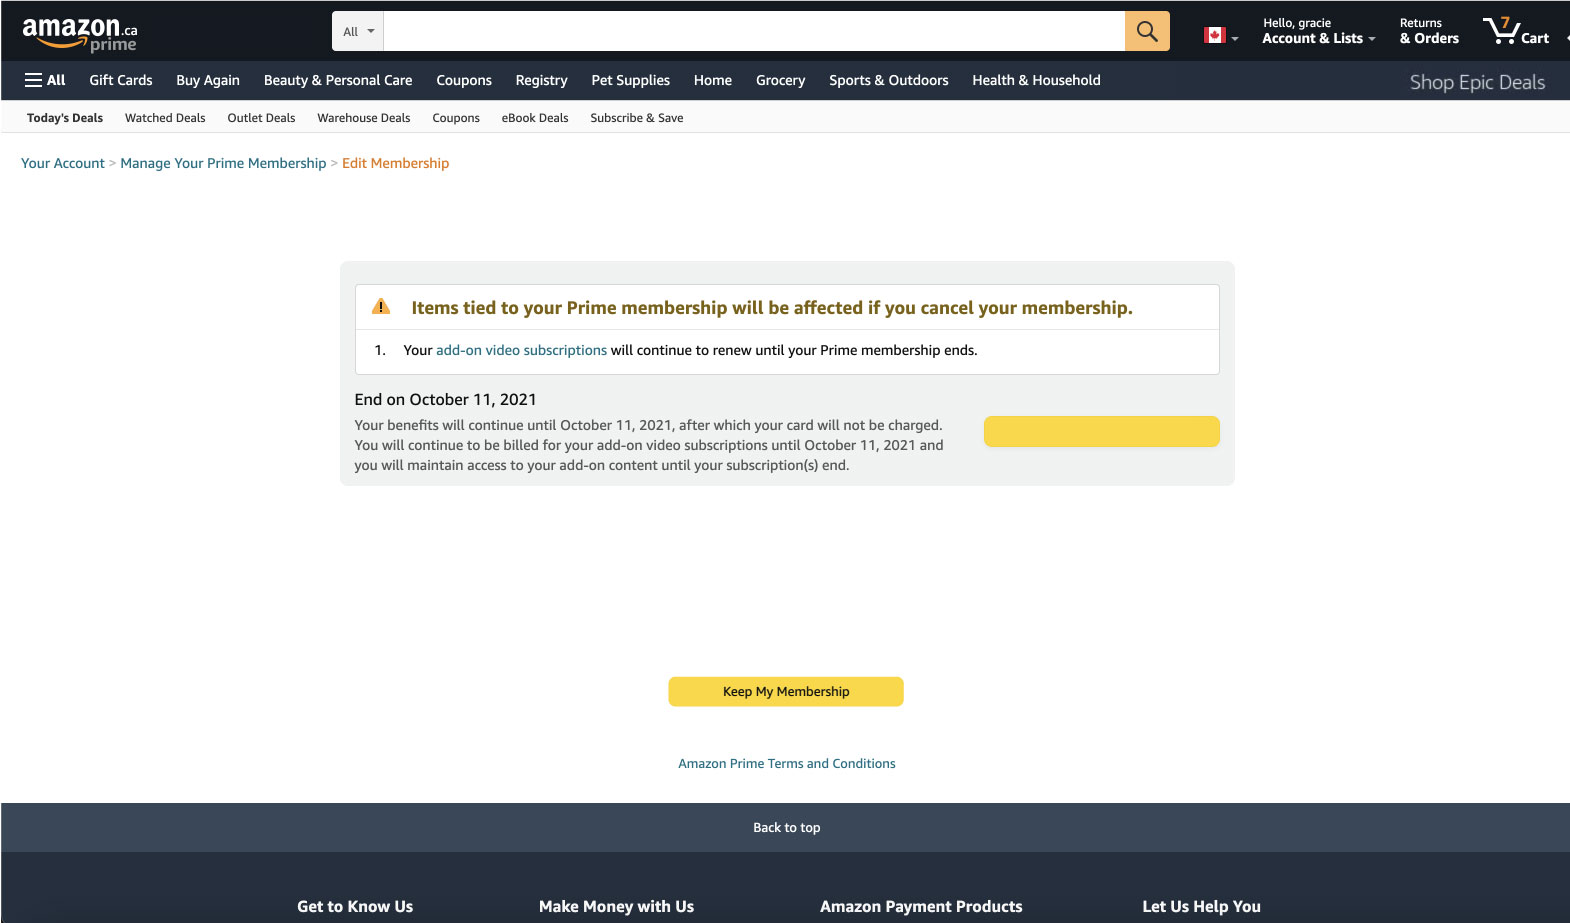 amazon.ca
prime
All
Hello, gracie
Account & Lists
Returns
& Orders
7
Cart
All
Gift Cards
Buy Again
Beauty & Personal Care
Coupons
Registry
Pet Supplies
Home
Grocery
Sports & Outdoors
Health & Household
Shop Epic Deals
Today's Deals
Watched Deals
Outlet Deals
Warehouse Deals
Coupons
eBook Deals
Subscribe & Save
Your Account > Manage Your Prime Membership > Edit Membership
Items tied to your Prime membership will be affected if you cancel your membership.
1. Your add-on video subscriptions will continue to renew until your Prime membership ends.
End on October 11, 2021
Your benefits will continue until October 11, 2021, after which your card will not be charged.
You will continue to be billed for your add-on video subscriptions until October 11, 2021 and
you will maintain access to your add-on content until your subscription(s) end.
Keep My Membership
Amazon Prime Terms and Conditions
Back to top
Get to Know Us
Make Money with Us
Amazon Payment Products
Let Us Help You